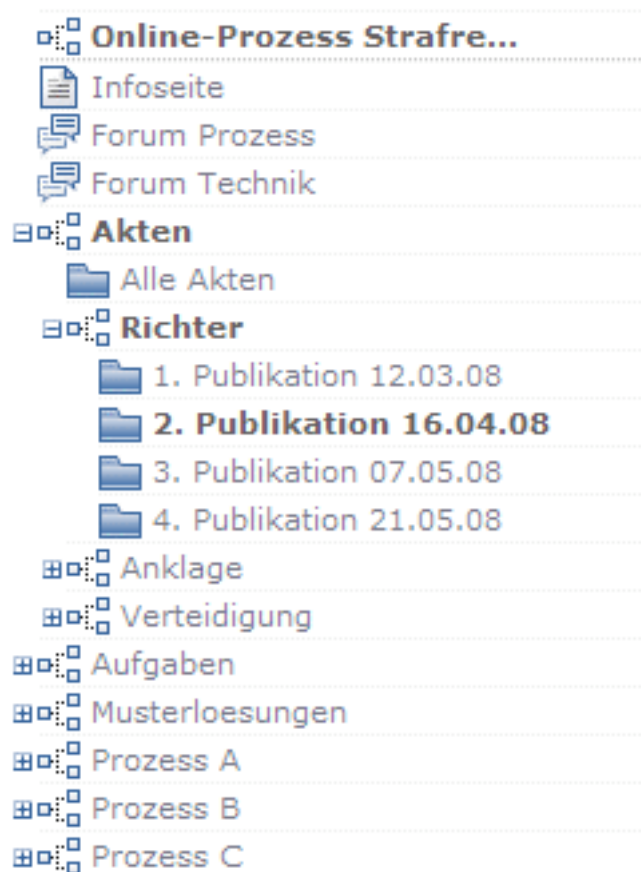 Online-Prozess Strafre...
Infoseite
Forum Prozess
Forum Technik
Akten
Alle Akten
Richter
1. Publikation 12.03.08
2. Publikation 16.04.08
3. Publikation 07.05.08
4. Publikation 21.05.08
Anklage
Verteidigung
Aufgaben
Musterloesungen
Prozess A
Prozess B
Prozess C